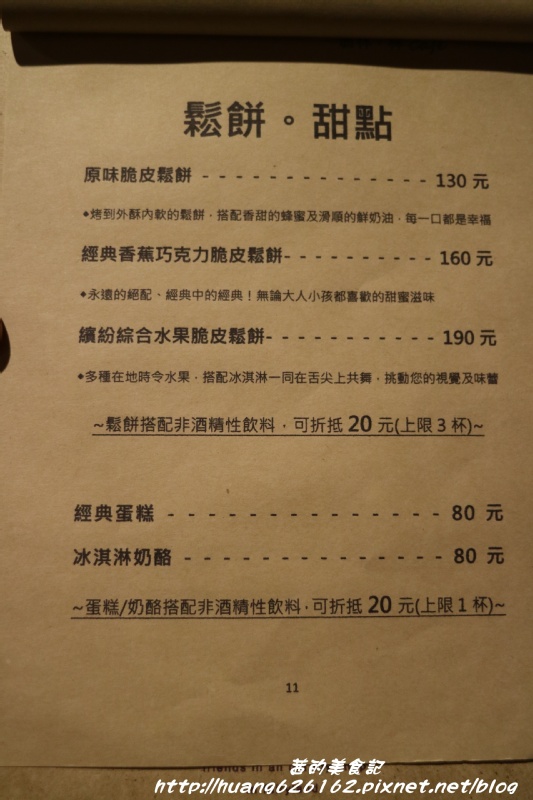 鬆餅。甜點
原味脆皮鬆餅 - - - - - - - - - - - - - - 130 元
◆烤到外酥內軟的鬆餅，搭配香甜的蜂蜜及滑順的鮮奶油，每一口都是幸福
經典香蕉巧克力脆皮鬆餅- - - - - - - - - - 160 元
◆永遠的絕配、經典中的經典！無論大人小孩都喜歡的甜蜜滋味
繽紛綜合水果脆皮鬆餅- - - - - - - - - - - 190 元
◆多種在地時令水果，搭配冰淇淋一同在舌尖上共舞，挑動您的視覺及味蕾
~鬆餅搭配非酒精性飲料，可折抵 20 元(上限 3 杯)~
經典蛋糕 - - - - - - - - - - - - - - 80 元
冰淇淋奶酪 - - - - - - - - - - - - - 80 元
~蛋糕/奶酪搭配非酒精性飲料，可折抵 20 元(上限 1 杯)~
11
茜的美食記
http://huang626162.pixnet.net/blog